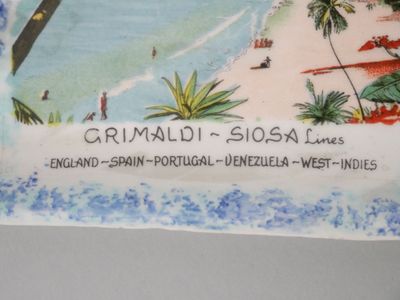 GRIMALDI ~ SIOSA Lines
ENGLAND ~ SPAIN ~ PORTUGAL ~ VENEZUELA ~ WEST ~ INDIES